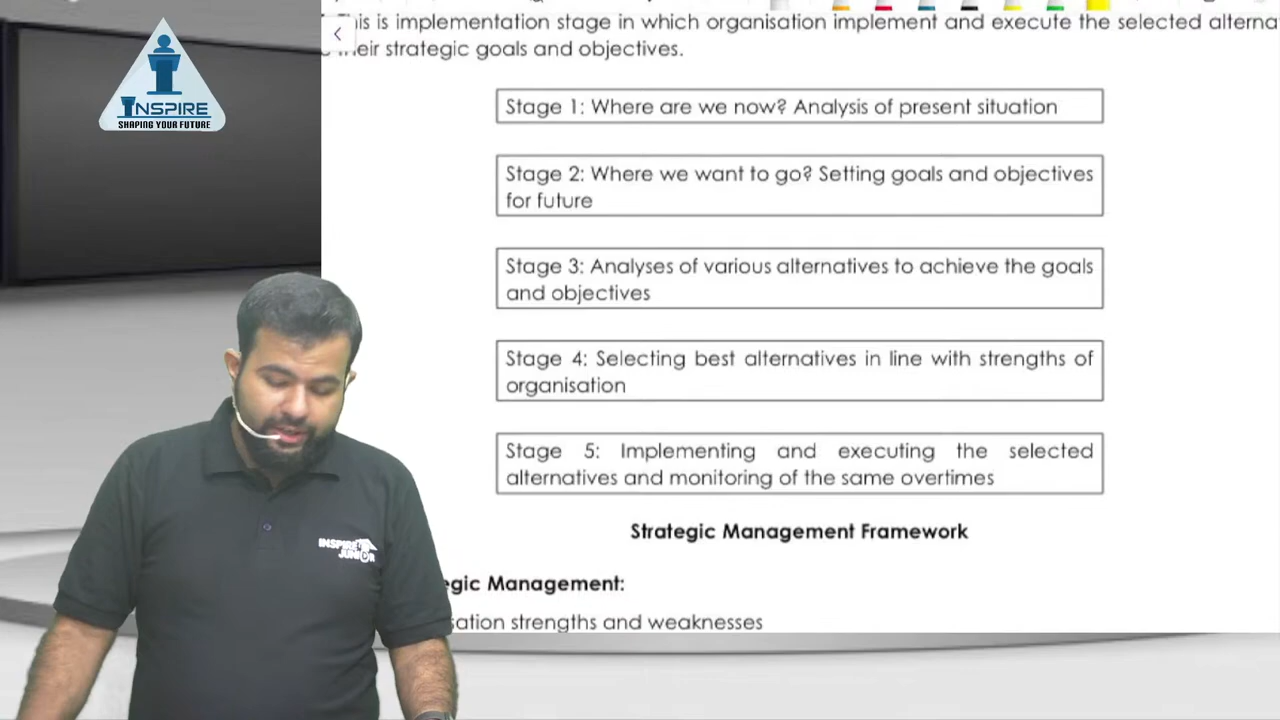 INSPIRE
SHAPING YOUR FUTURE
is is implementation stage in which organisation implement and execute the selected alterna
heir strategic goals and objectives.
Stage 1: Where are we now? Analysis of present situation
Stage 2: Where we want to go? Setting goals and objectives
for future
Stage 3: Analyses of various alternatives to achieve the goals
and objectives
Stage 4: Selecting best alternatives in line with strengths of
organisation
Stage 5: Implementing and executing the selected
alternatives and monitoring of the same overtimes
Strategic Management Framework
egic Management:
sation strengths and weaknesses
INSPIRE
JUNIOR